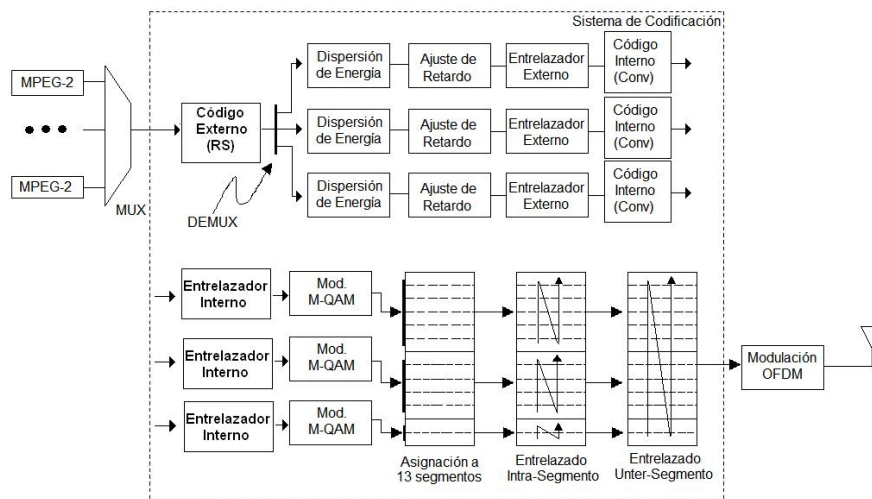 Sistema de Codificación
MPEG-2
MPEG-2
MUX
Código
Externo
(RS)
DEMUX
Dispersión
de Energía
Ajuste de
Retardo
Entrelazador
Externo
Código
Interno
(Conv)
Dispersión
de Energía
Ajuste de
Retardo
Entrelazador
Externo
Código
Interno
(Conv)
Dispersión
de Energía
Ajuste de
Retardo
Entrelazador
Externo
Código
Interno
(Conv)
Entrelazador
Interno
Mod.
M-QAM
Entrelazador
Interno
Mod.
M-QAM
Entrelazador
Interno
Mod.
M-QAM
Asignación a
13 segmentos
Entrelazado
Intra-Segmento
Entrelazado
Unter-Segmento
Modulación
OFDM